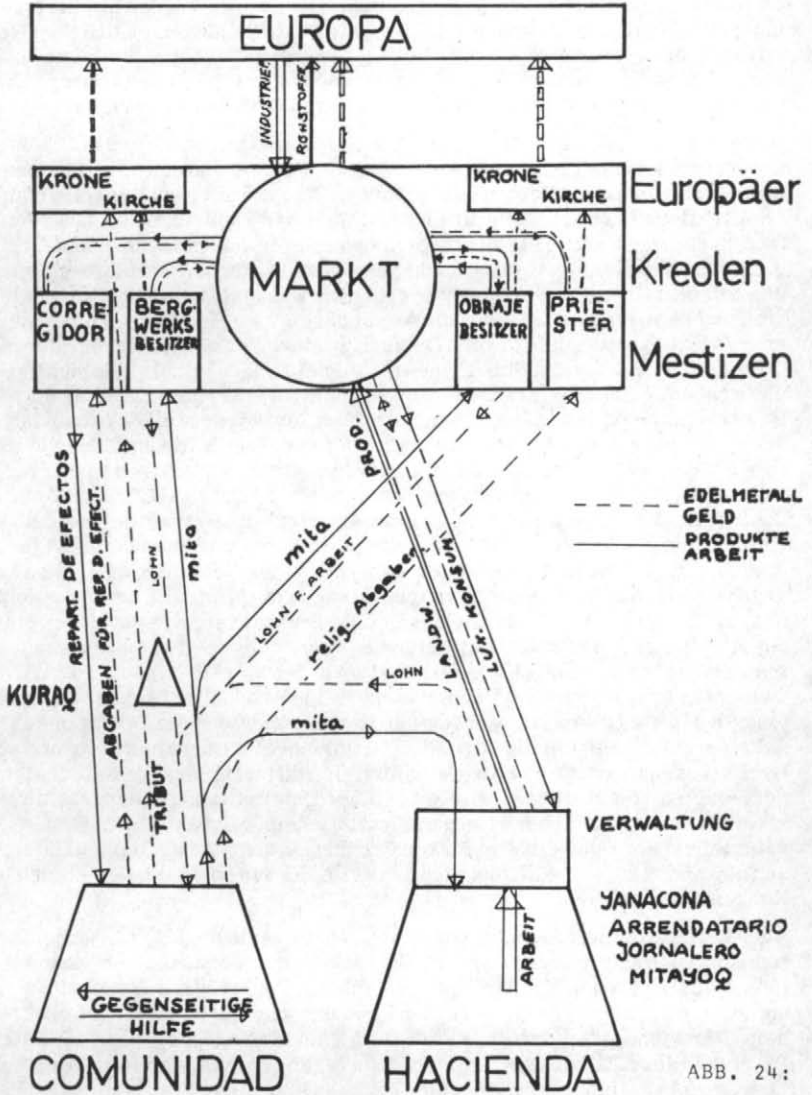 EUROPA
INDUSTRIEP.
ROHSTOFFE
KRONE
KIRCHE
KRONE
KIRCHE
Europäer
MARKT
Kreolen
CORRE-
GIDOR
BERG-
WERKS
BESITZER
OBRAJE
BESITZER
PRIE-
STER
Mestizen
REPART. DE EFECTOS
ABGABEN FÜR REP. D. EFECT.
LOHN
mita
mita
LOHN F. ARBEIT
relig. Abgaben
LANDW. PROD.
LUX. KONSUM
EDELMETALL
GELD
PRODUKTE
ARBEIT
KURAQ
TRIBUT
LOHN
mita
VERWALTUNG
YANACONA
ARRENDATARIO
JORNALERO
MITAYOQ
ARBEIT
GEGENSEITIGE
HILFE
COMUNIDAD
HACIENDA
ABB. 24: